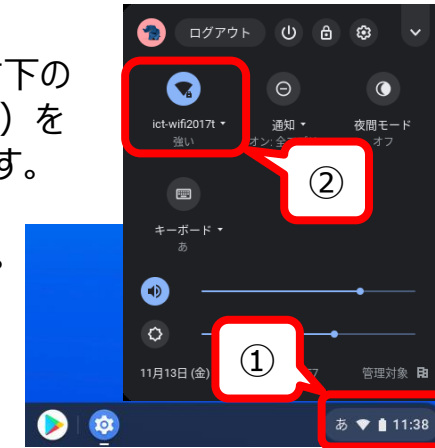 下の
）を
す。
。
ログアウト
ict-wifi2017t
強い
通知
オン: 全
夜間モード
オフ
②
キーボード
あ
11月13日 (金)
①
管理対象
あ 11:38